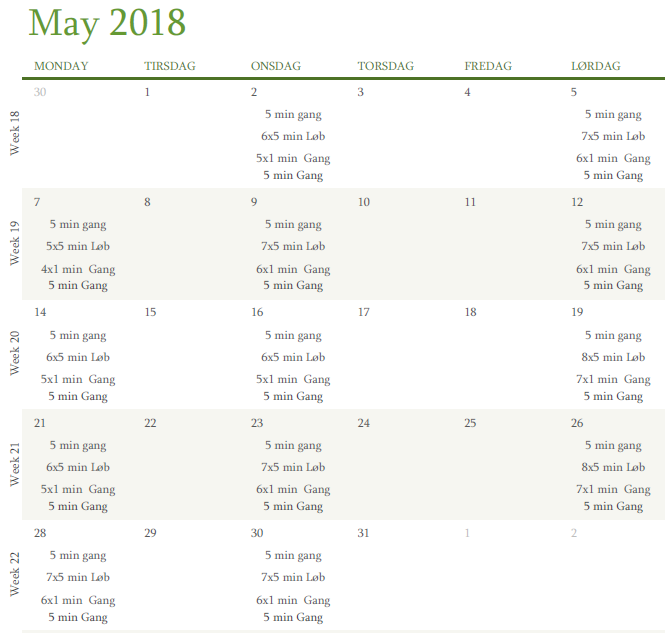 May 2018
MONDAY TIRSDAG ONSDAG TORSDAG FREDAG LØRDAG
Week 18
30 1 2 3 4 5
5 min gang 5 min gang
6x5 min Løb 7x5 min Løb
5x1 min Gang 6x1 min Gang
5 min Gang 5 min Gang
Week 19
7 8 9 10 11 12
5 min gang 5 min gang 5 min gang
5x5 min Løb 7x5 min Løb 7x5 min Løb
4x1 min Gang 6x1 min Gang 6x1 min Gang
5 min Gang 5 min Gang 5 min Gang
Week 20
14 15 16 17 18 19
5 min gang 5 min gang 5 min gang
6x5 min Løb 6x5 min Løb 8x5 min Løb
5x1 min Gang 5x1 min Gang 7x1 min Gang
5 min Gang 5 min Gang 5 min Gang
Week 21
21 22 23 24 25 26
5 min gang 5 min gang 5 min gang
6x5 min Løb 7x5 min Løb 8x5 min Løb
5x1 min Gang 6x1 min Gang 7x1 min Gang
5 min Gang 5 min Gang 5 min Gang
Week 22
28 29 30 31 1 2
5 min gang 5 min gang
7x5 min Løb 7x5 min Løb
6x1 min Gang 6x1 min Gang
5 min Gang 5 min Gang